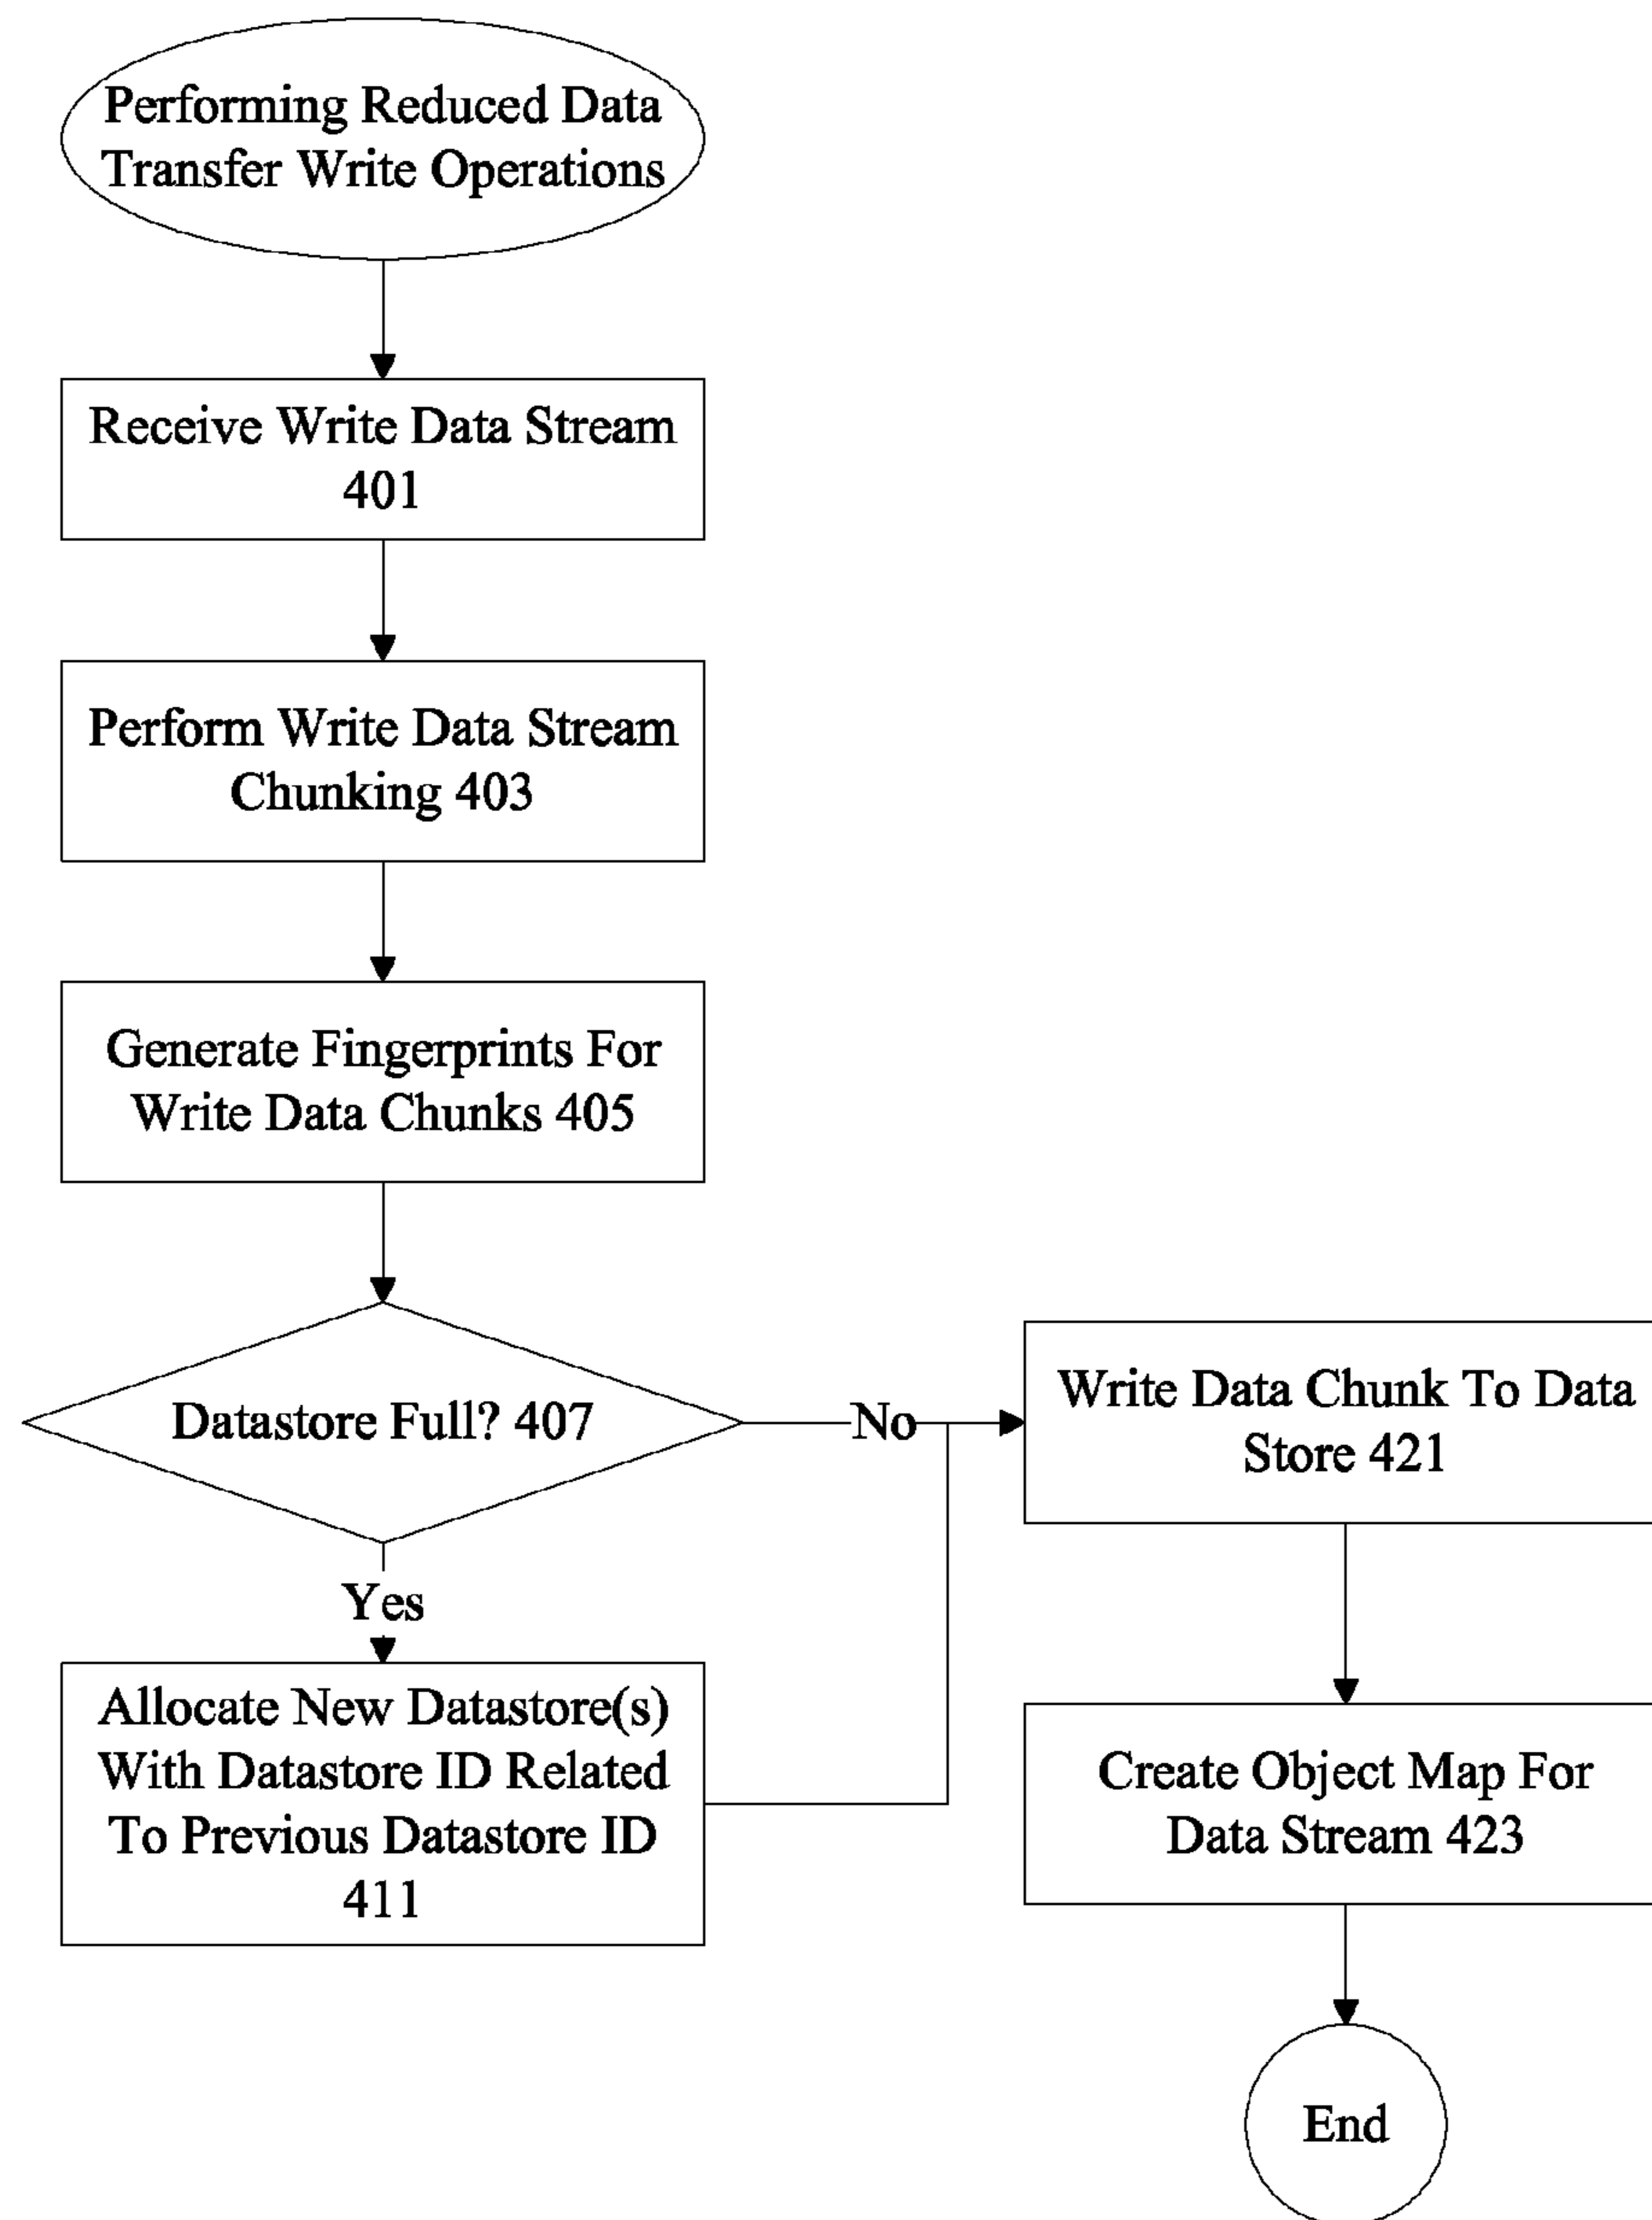 Performing Reduced Data
Transfer Write Operations
Receive Write Data Stream
401
Perform Write Data Stream
Chunking 403
Generate Fingerprints For
Write Data Chunks 405
Datastore Full? 407
No
Yes
Allocate New Datastore(s)
With Datastore ID Related
To Previous Datastore ID
411
Write Data Chunk To Data
Store 421
Create Object Map For
Data Stream 423
End